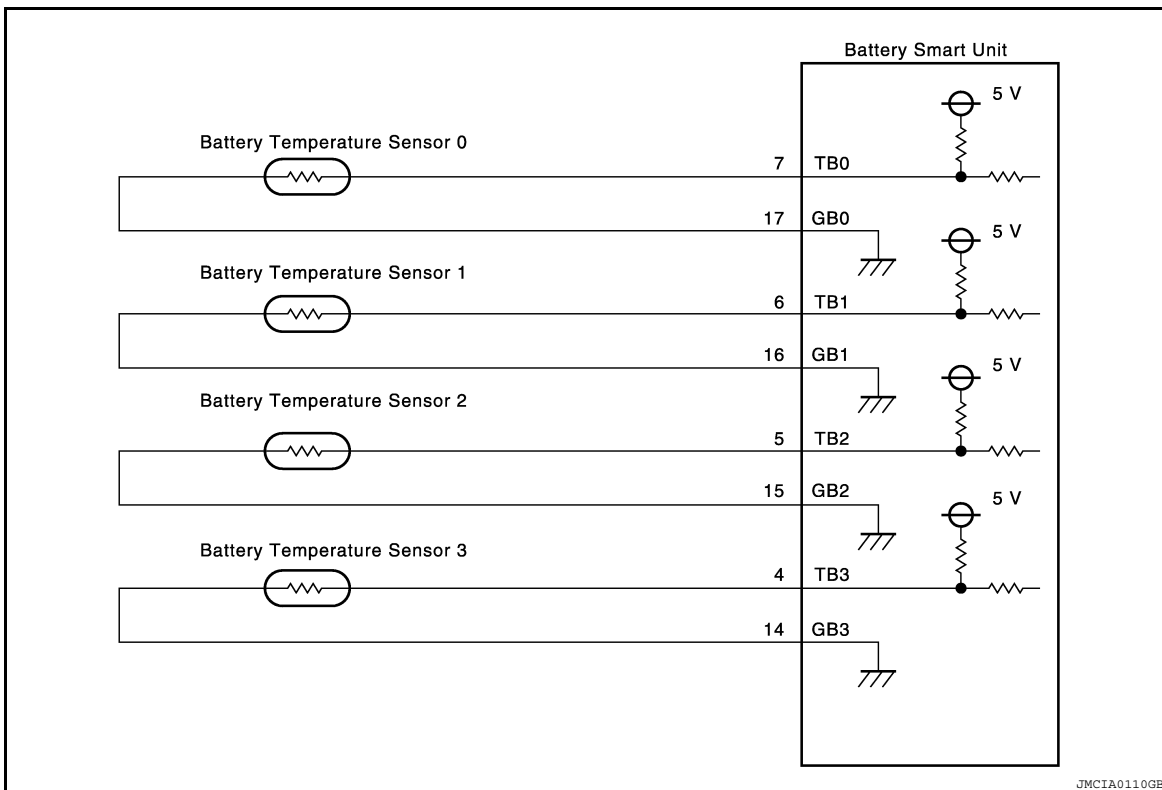 Battery Smart Unit
5 V
Battery Temperature Sensor 0
7 TB0
17 GB0
5 V
Battery Temperature Sensor 1
6 TB1
16 GB1
5 V
Battery Temperature Sensor 2
5 TB2
15 GB2
5 V
Battery Temperature Sensor 3
4 TB3
14 GB3
JMCIA0110GB